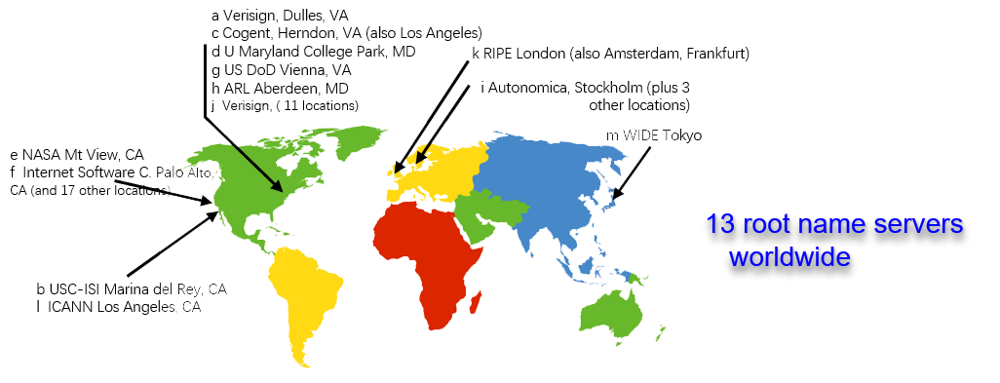 a Verisign, Dulles, VA
c Cogent, Herndon, VA (also Los Angeles)
d U Maryland College Park, MD
g US DoD Vienna, VA
h ARL Aberdeen, MD
j Verisign, ( 11 locations)
k RIPE London (also Amsterdam, Frankfurt)
i Autonomica, Stockholm (plus 3
other locations)
m WIDE Tokyo
e NASA Mt View, CA
f Internet Software C. Palo Alto,
CA (and 17 other locations)
b USC-ISI Marina del Rey, CA
l ICANN Los Angeles, CA
13 root name servers
worldwide